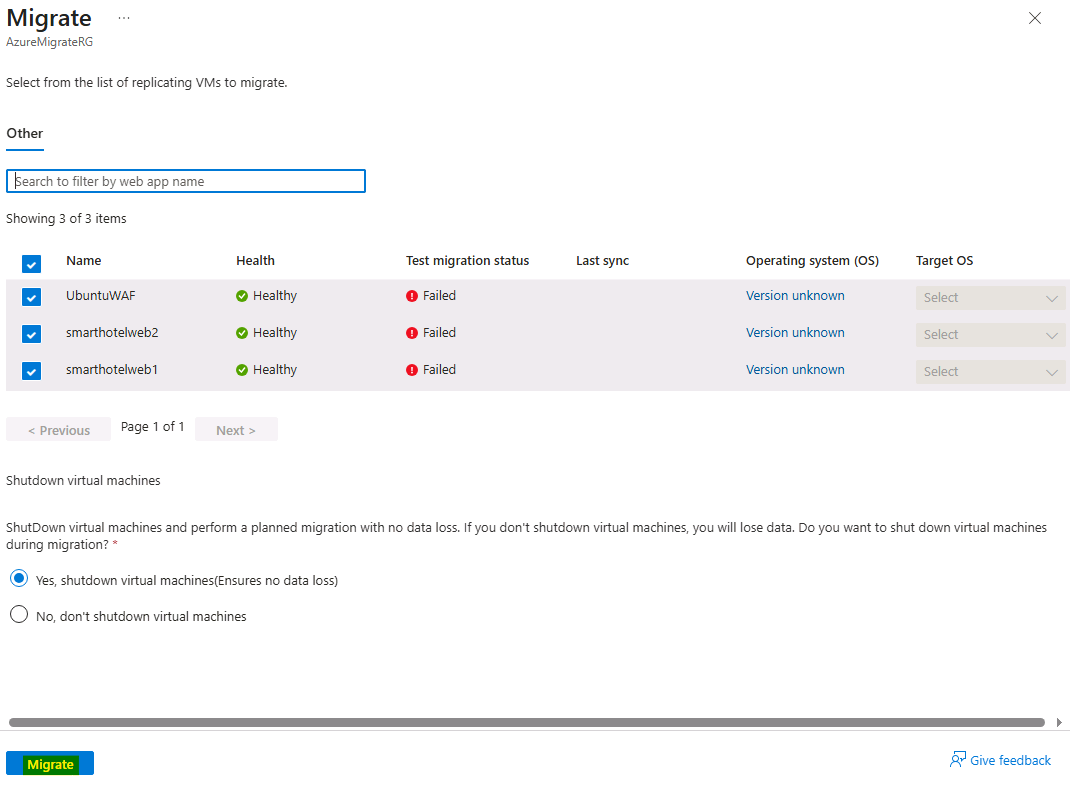 Migrate ...
AzureMigrateRG
Select from the list of replicating VMs to migrate.
Other
Search to filter by web app name
Showing 3 of 3 items
Name Health Test migration status Last sync Operating system (OS) Target OS
UbuntuWAF Healthy Failed Version unknown Select
smarthotelweb2 Healthy Failed Version unknown Select
smarthotelweb1 Healthy Failed Version unknown Select
< Previous Page 1 of 1 Next >
Shutdown virtual machines
ShutDown virtual machines and perform a planned migration with no data loss. If you don't shutdown virtual machines, you will lose data. Do you want to shut down virtual machines
during migration? *
Yes, shutdown virtual machines(Ensures no data loss)
No, don't shutdown virtual machines
Migrate Give feedback